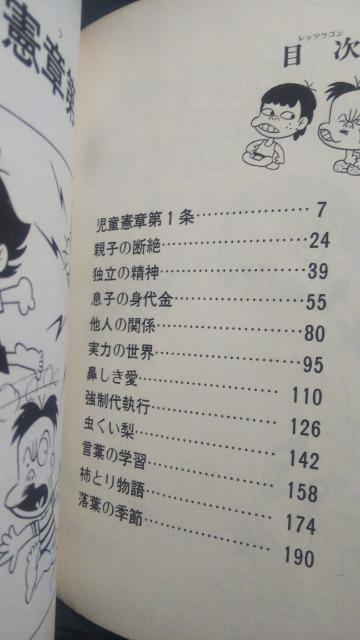 憲章第
レッツラゴン
目次
児童憲章第1条 7
親子の断絶 24
独立の精神 39
息子の身代金 55
他人の関係 80
実力の世界 95
鼻しき愛 110
強制代執行 126
虫くい梨 142
言葉の学習 158
柿とり物語 174
落葉の季節 190